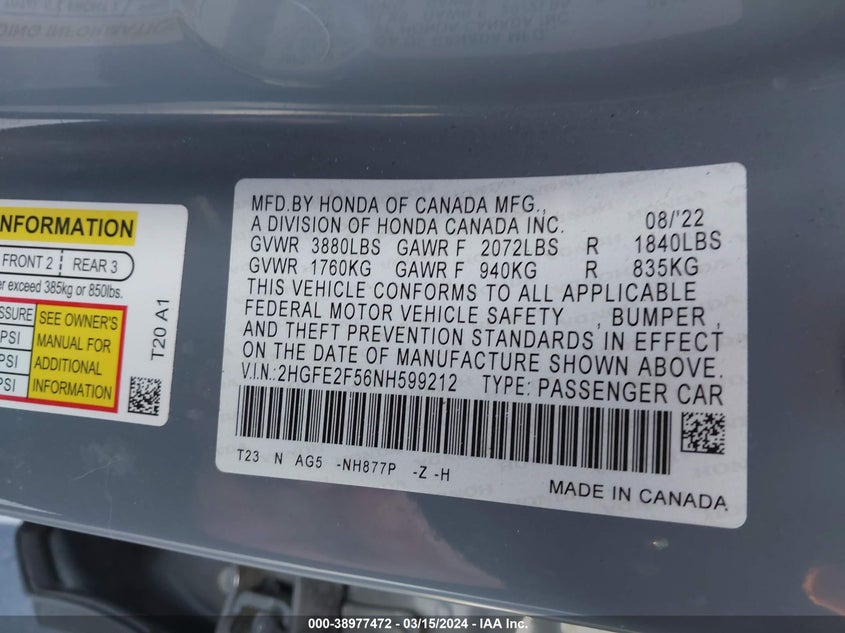 NFORMATION
FRONT 2 REAR 3
er exceed 385kg or 850lbs.
SSURE
PSI
PSI
PSI
SEE OWNER'S
MANUAL FOR
ADDITIONAL
INFORMATION
T20 A1
MFD.BY HONDA OF CANADA MFG.,
A DIVISION OF HONDA CANADA INC. 08/'22
GVWR 3880LBS GAWR F 2072LBS R 1840LBS
GVWR 1760KG GAWR F 940KG R 835KG
THIS VEHICLE CONFORMS TO ALL APPLICABLE
FEDERAL MOTOR VEHICLE SAFETY , BUMPER ,
AND THEFT PREVENTION STANDARDS IN EFFECT
ON THE DATE OF MANUFACTURE SHOWN ABOVE.
V.I.N.:2HGFE2F56NH599212 TYPE: PASSENGER CAR
T23 N AG5 -NH877P -Z -H
MADE IN CANADA
000-38977472 - 03/15/2024 - IAA Inc.